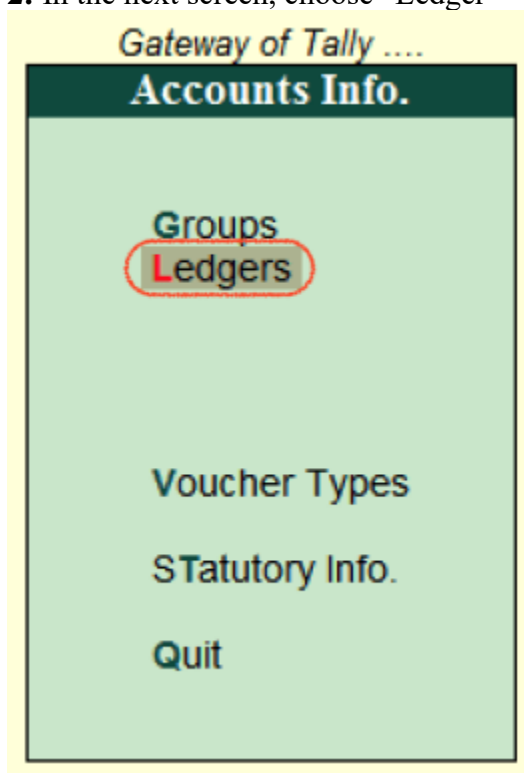 2. In the next screen, choose "Ledger"
Gateway of Tally ....
Accounts Info.
Groups
Ledgers
Voucher Types
STatutory Info.
Quit